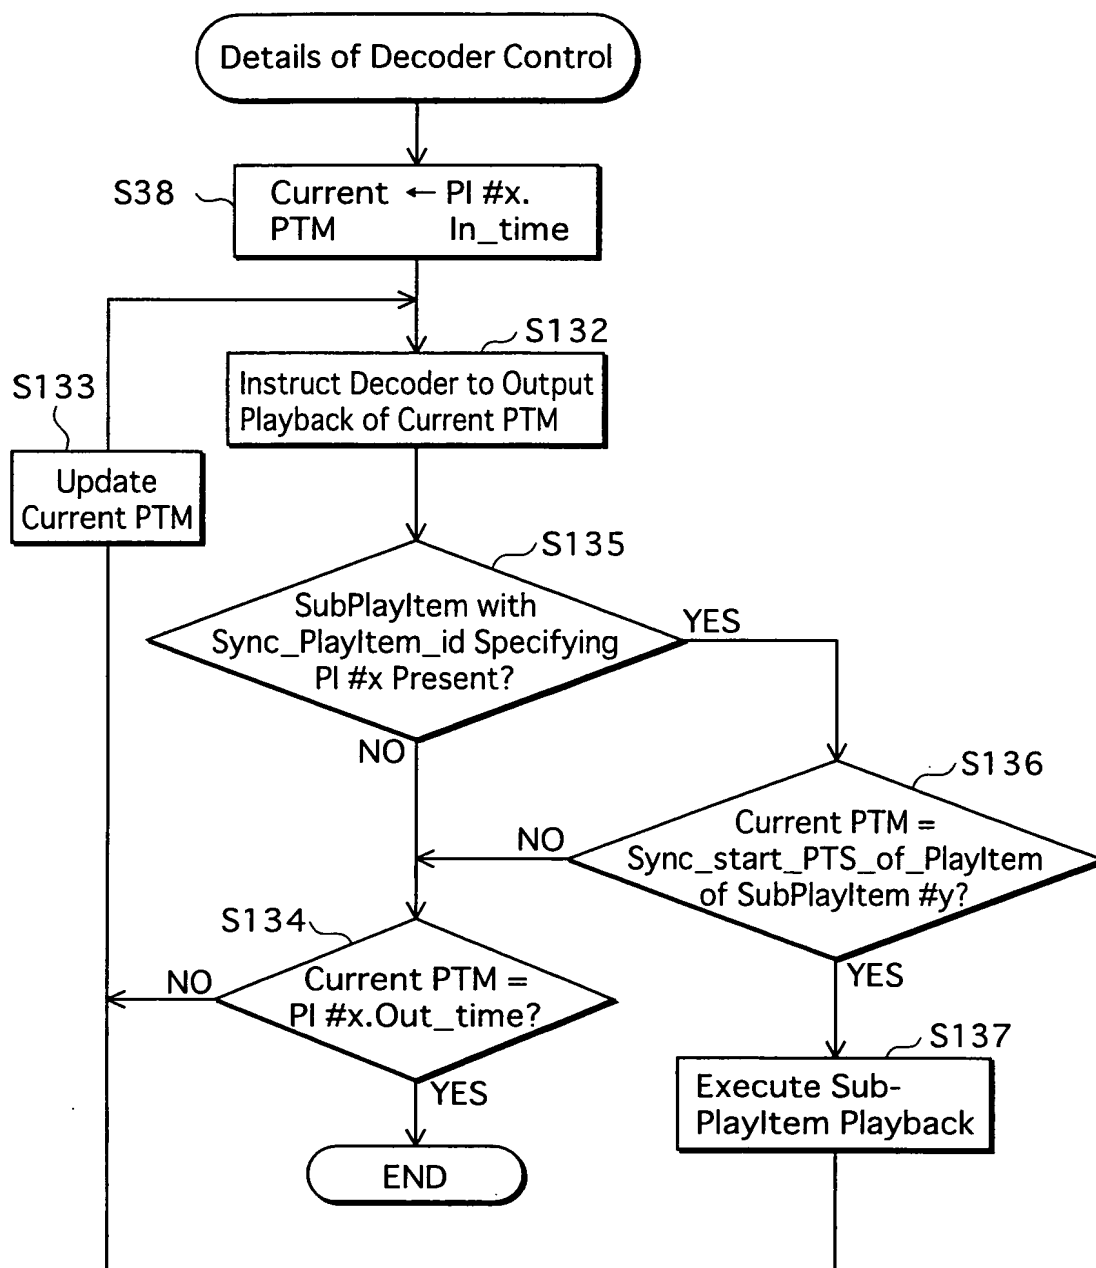 Details of Decoder Control
S38
Current ← PI #x.
PTM In_time
S132
Instruct Decoder to Output
Playback of Current PTM
S133
Update
Current PTM
S135
SubPlayItem with
Sync_PlayItem_id Specifying
PI #x Present?
YES
NO
S136
Current PTM =
Sync_start_PTS_of_PlayItem
of SubPlayItem #y?
NO
YES
S134
Current PTM =
PI #x.Out_time?
NO
YES
S137
Execute Sub-
PlayItem Playback
END